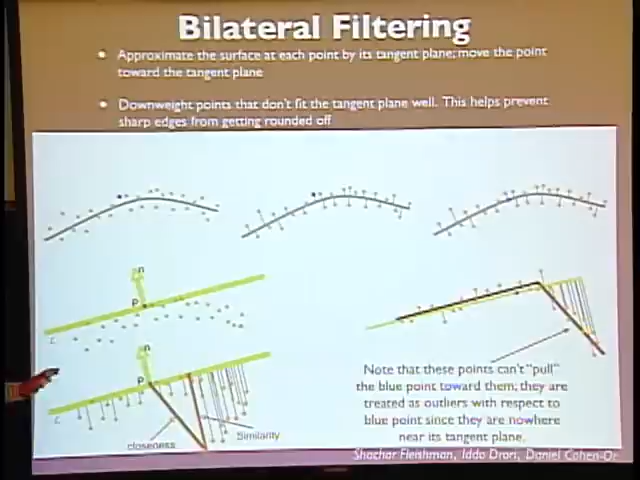 Bilateral Filtering
• Approximate the surface at each point by its tangent plane; move the point
toward the tangent plane
• Downweight points that don't fit the tangent plane well. This helps prevent
sharp edges from getting rounded off
n
P
n
P
closeness
Similarity
Note that these points can't "pull"
the blue point toward them; they are
treated as outliers with respect to
blue point since they are nowhere
near its tangent plane.
Shachar Fleishman, Iddo Drori, Daniel Cohen-Or